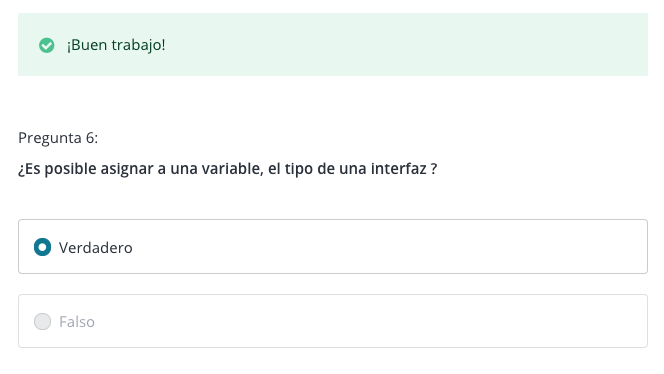 ¡Buen trabajo!
Pregunta 6:
¿Es posible asignar a una variable, el tipo de una interfaz ?
Verdadero
Falso